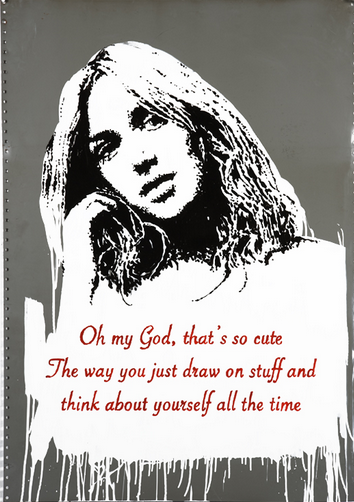 Oh my God, that's so cute
The way you just draw on stuff and
think about yourself all the time